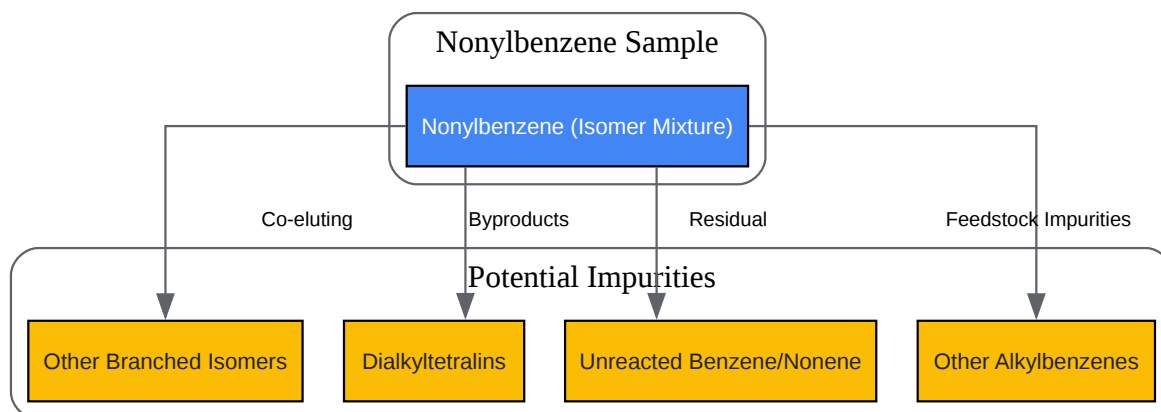 Nonylbenzene Sample
Nonylbenzene (Isomer Mixture)
Co-eluting
Byproducts
Residual
Feedstock Impurities
Potential Impurities
Other Branched Isomers
Dialkyltetralins
Unreacted Benzene/Nonene
Other Alkylbenzenes